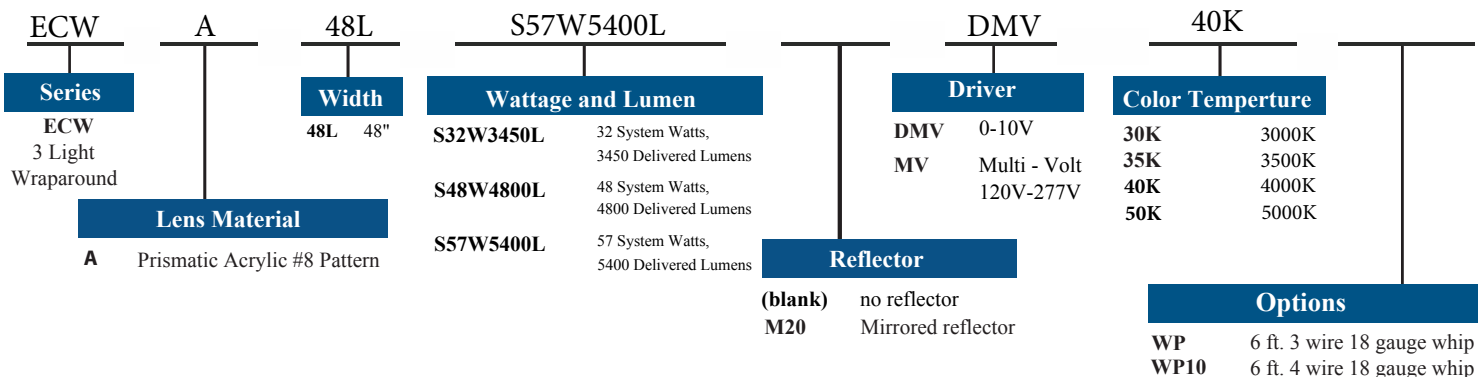 ECW A 48L S57W5400L DMV 40K
Series
ECW
3 Light
Wraparound
Lens Material
A Prismatic Acrylic #8 Pattern
Width
48L 48"
Wattage and Lumen
S32W3450L 32 System Watts,
3450 Delivered Lumens
S48W4800L 48 System Watts,
4800 Delivered Lumens
S57W5400L 57 System Watts,
5400 Delivered Lumens
Reflector
(blank) no reflector
M20 Mirrored reflector
Driver
DMV 0-10V
MV Multi - Volt
120V-277V
Color Temperture
30K 3000K
35K 3500K
40K 4000K
50K 5000K
Options
WP 6 ft. 3 wire 18 gauge whip
WP10 6 ft. 4 wire 18 gauge whip